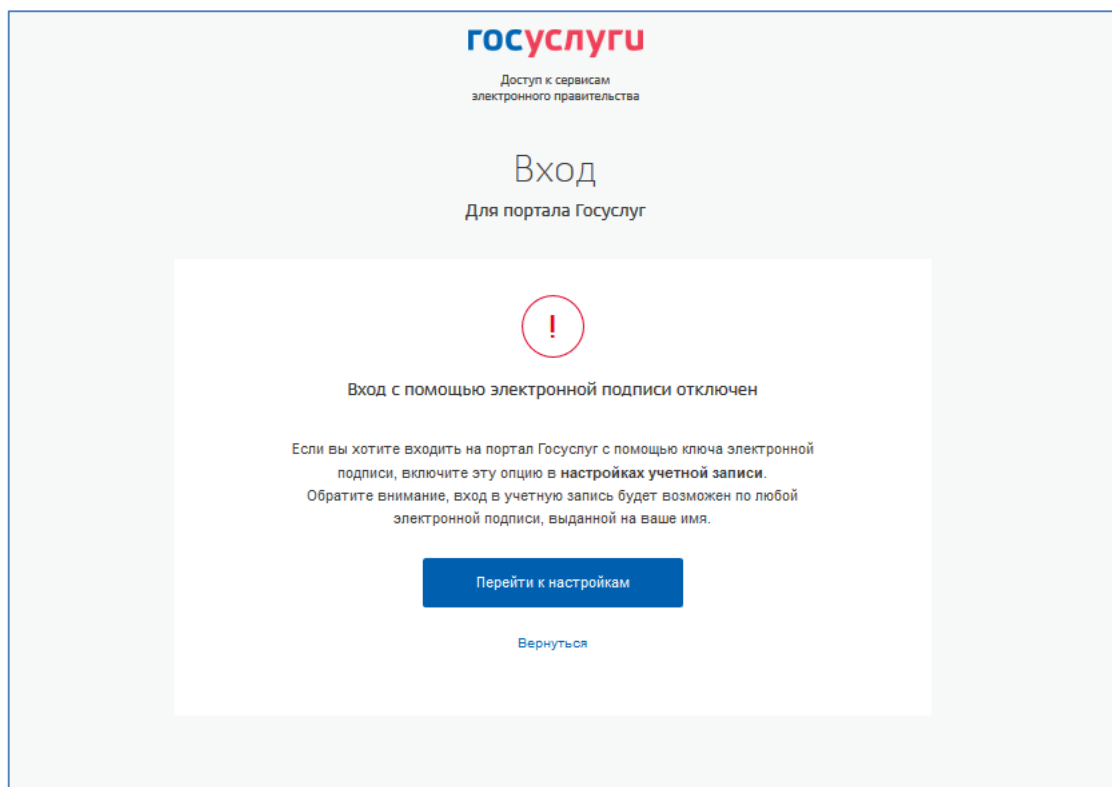 госуслуги
Доступ к сервисам
электронного правительства
Вход
Для портала Госуслуг
!
Вход с помощью электронной подписи отключен
Если вы хотите входить на портал Госуслуг с помощью ключа электронной
подписи, включите эту опцию в настройках учетной записи.
Обратите внимание, вход в учетную запись будет возможен по любой
электронной подписи, выданной на ваше имя.
Перейти к настройкам
Вернуться